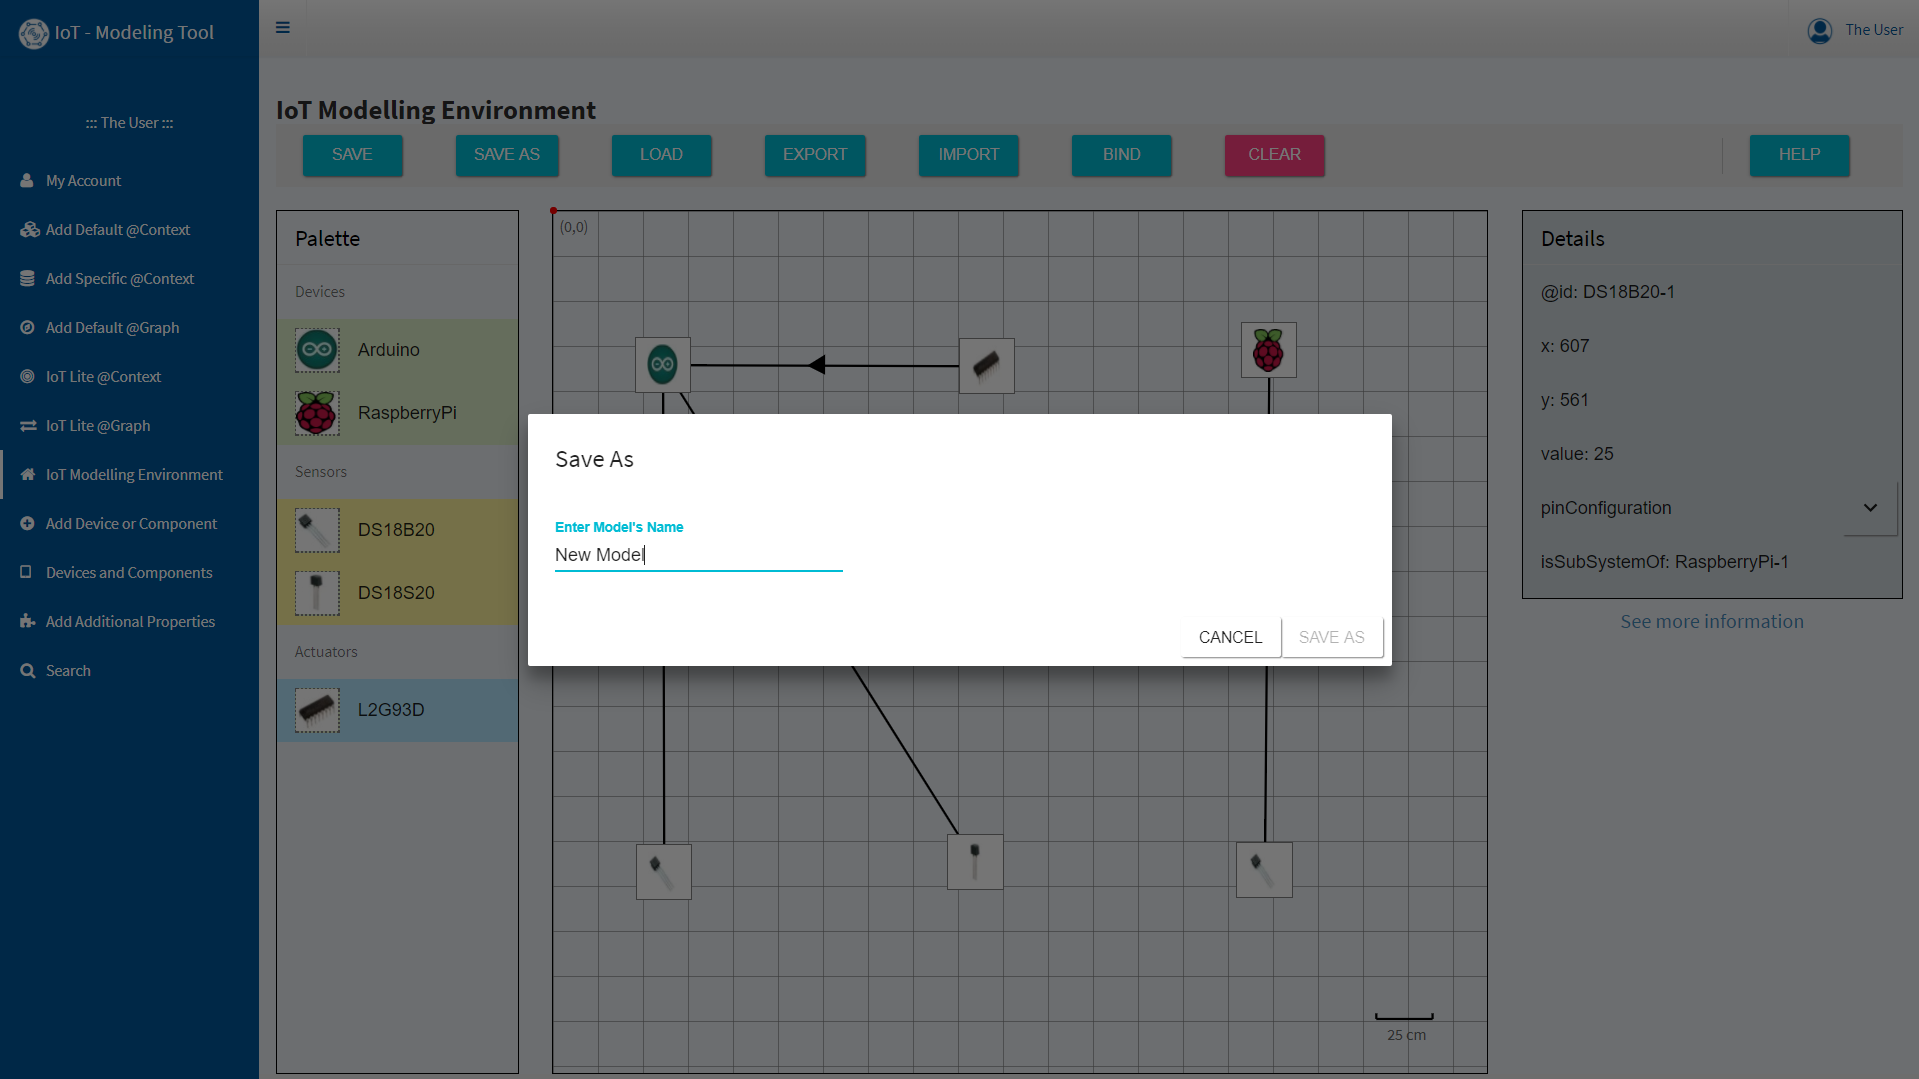 IoT - Modeling Tool
The User
::: The User :::
My Account
Add Default @Context
Add Specific @Context
Add Default @Graph
IoT Lite @Context
IoT Lite @Graph
IoT Modelling Environment
Add Device or Component
Devices and Components
Add Additional Properties
Search
IoT Modelling Environment
SAVE
SAVE AS
LOAD
EXPORT
IMPORT
BIND
CLEAR
HELP
Palette
Devices
Arduino
RaspberryPi
Sensors
DS18B20
DS18S20
Actuators
L2G93D
(0,0)
25 cm
Save As
Enter Model's Name
New Model
CANCEL
SAVE AS
Details
@id: DS18B20-1
x: 607
y: 561
value: 25
pinConfiguration
isSubSystemOf: RaspberryPi-1
See more information